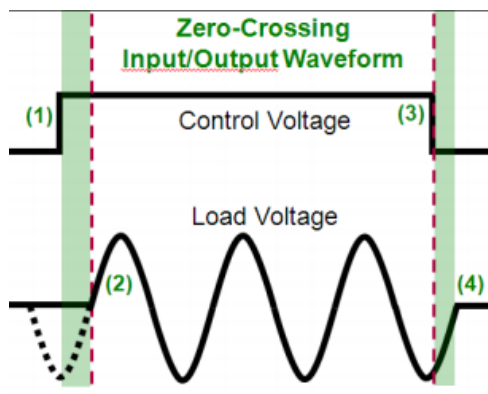 Zero-Crossing
Input/Output Waveform
(1)
Control Voltage
(3)
Load Voltage
(2)
(4)